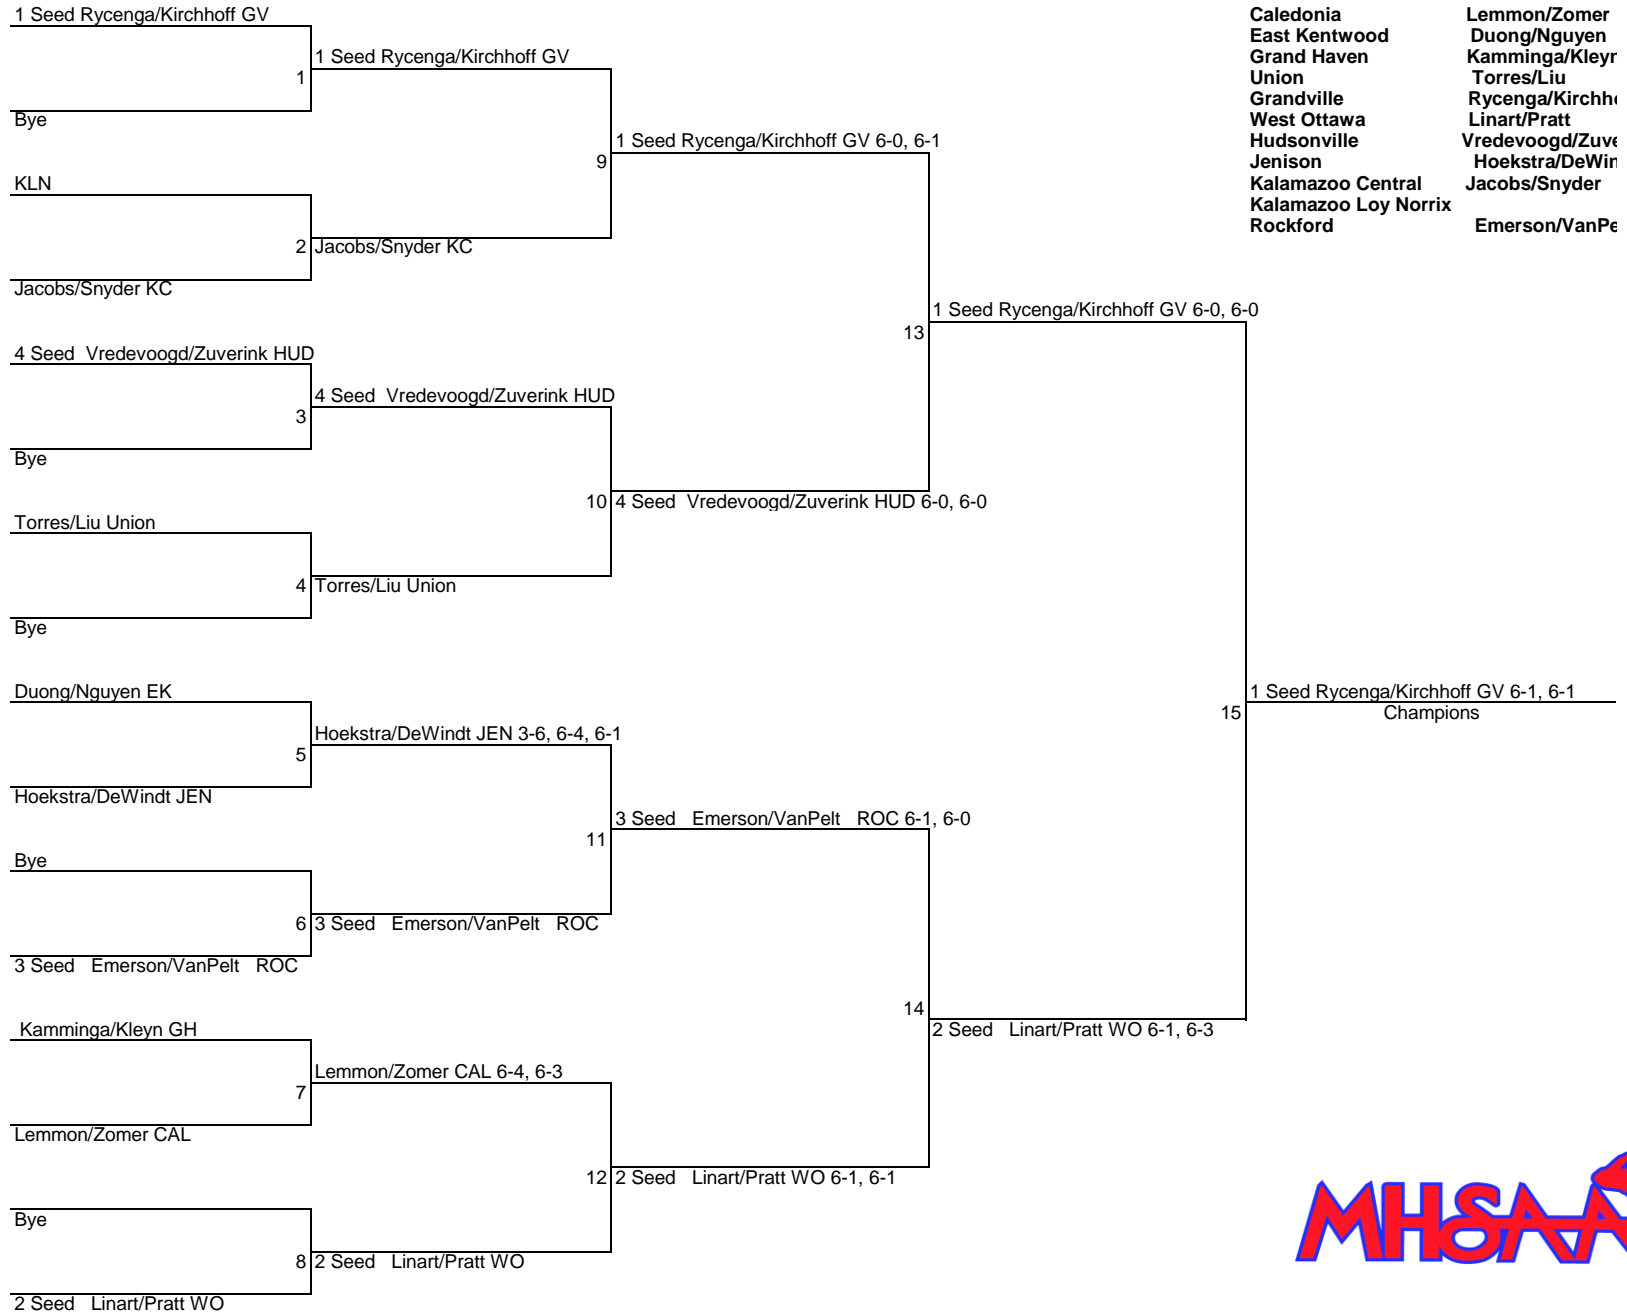 1 Seed Rycenga/Kirchhoff GV
Caledonia Lemmon/Zomer
East Kentwood Duong/Nguyen
Grand Haven Kamminga/Kleyn
Union Torres/Liu
Grandville Rycenga/Kirchh
West Ottawa Linart/Pratt
Hudsonville Vredevoogd/Zuve
Jenison Hoekstra/DeWin
Kalamazoo Central Jacobs/Snyder
Kalamazoo Loy Norrix
Rockford Emerson/VanPe
1 Seed Rycenga/Kirchhoff GV
1
Bye
1 Seed Rycenga/Kirchhoff GV 6-0, 6-1
9
KLN
2 Jacobs/Snyder KC
Jacobs/Snyder KC
1 Seed Rycenga/Kirchhoff GV 6-0, 6-0
13
4 Seed Vredevoogd/Zuverink HUD
4 Seed Vredevoogd/Zuverink HUD
3
Bye
10 4 Seed Vredevoogd/Zuverink HUD 6-0, 6-0
Torres/Liu Union
4 Torres/Liu Union
Bye
Duong/Nguyen EK
1 Seed Rycenga/Kirchhoff GV 6-1, 6-1
15 Champions
Hoekstra/DeWindt JEN 3-6, 6-4, 6-1
5
Hoekstra/DeWindt JEN
3 Seed Emerson/VanPelt ROC 6-1, 6-0
11
Bye
6 3 Seed Emerson/VanPelt ROC
3 Seed Emerson/VanPelt ROC
14
2 Seed Linart/Pratt WO 6-1, 6-3
Kamminga/Kleyn GH
Lemmon/Zomer CAL 6-4, 6-3
7
Lemmon/Zomer CAL
12 2 Seed Linart/Pratt WO 6-1, 6-1
Bye
8 2 Seed Linart/Pratt WO
2 Seed Linart/Pratt WO
MHSAA